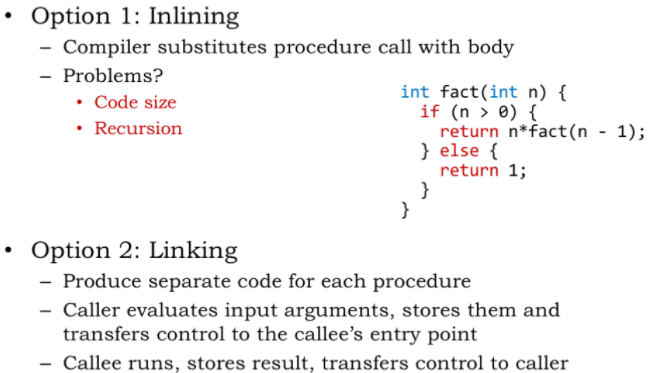 • Option 1: Inlining
– Compiler substitutes procedure call with body
– Problems?
• Code size
• Recursion
int fact(int n) {
if (n > 0) {
return n*fact(n - 1);
} else {
return 1;
}
}
• Option 2: Linking
– Produce separate code for each procedure
– Caller evaluates input arguments, stores them and
transfers control to the callee's entry point
– Callee runs, stores result, transfers control to caller